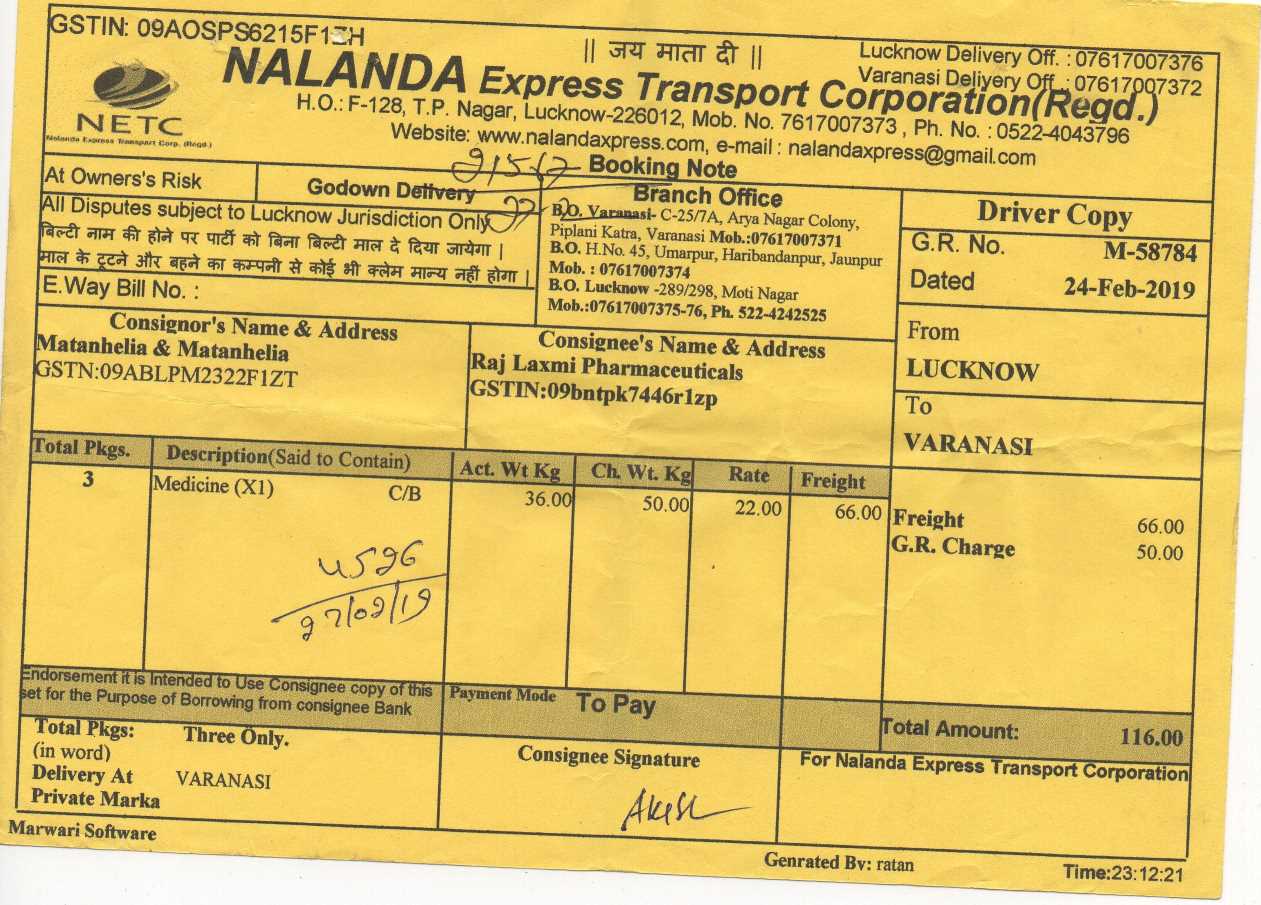 GSTIN: 09AOSPS6215F1ZH
|| जय माता दी ||
Lucknow Delivery Off. : 07617007376
Varanasi Deliyery Off. : 07617007372
NETC
Nalanda Express Transport Corp. (Regd.)
NALANDA Express Transport Corporation(Regd.)
H.O.: F-128, T.P. Nagar, Lucknow-226012, Mob. No. 7617007373 , Ph. No. : 0522-4043796
Website: www.nalandaxpress.com, e-mail : nalandaxpress@gmail.com
Booking Note
At Owners's Risk
Godown Delivery
All Disputes subject to Lucknow Jurisdiction Only
बिल्टी नाम की होने पर पार्टी को बिना बिल्टी माल दे दिया जायेगा |
माल के टूटने और बहने का कम्पनी से कोई भी क्लेम मान्य नहीं होगा |
E.Way Bill No. :
Branch Office
B.O. Varanasi- C-25/7A, Arya Nagar Colony,
Piplani Katra, Varanasi Mob.:07617007371
B.O. H.No. 45, Umarpur, Haribandanpur, Jaunpur
Mob. : 07617007374
B.O. Lucknow -289/298, Moti Nagar
Mob.:07617007375-76, Ph. 522-4242525
Driver Copy
G.R. No. M-58784
Dated 24-Feb-2019
From
LUCKNOW
To
VARANASI
Consignor's Name & Address
Matanhelia & Matanhelia
GSTN:09ABLPM2322F1ZT
Consignee's Name & Address
Raj Laxmi Pharmaceuticals
GSTIN:09bntpk7446r1zp
Total Pkgs. Description(Said to Contain) Act. Wt Kg Ch. Wt. Kg Rate Freight
3 Medicine (X1) C/B 36.00 50.00 22.00 66.00
Freight 66.00
G.R. Charge 50.00
4526
27/02/19
Endorsement it is Intended to Use Consignee copy of this
set for the Purpose of Borrowing from consignee Bank
Payment Mode To Pay
Total Amount: 116.00
Total Pkgs: Three Only.
(in word)
Delivery At VARANASI
Private Marka
Consignee Signature
For Nalanda Express Transport Corporation
Marwari Software
Genrated By: ratan
Time:23:12:21